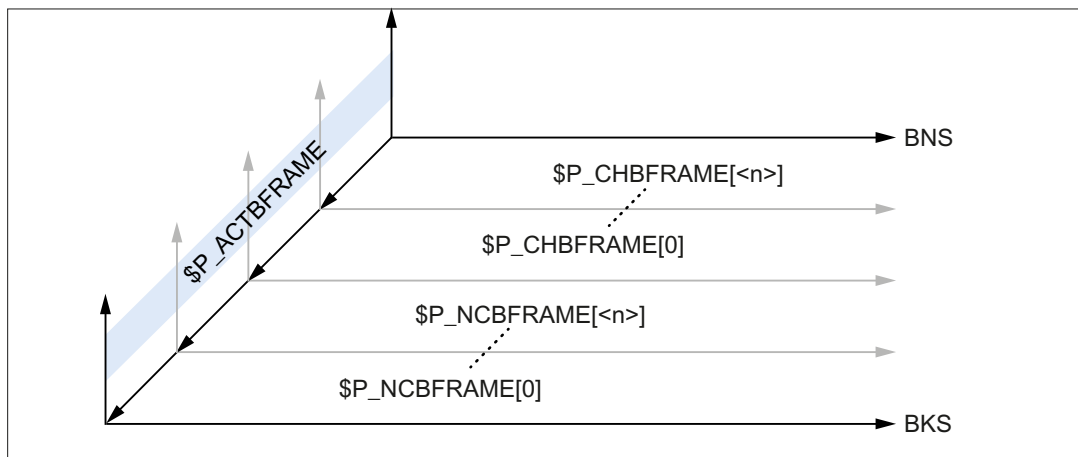 BNS
$P_CHBFRAME[<n>]
$P_ACTBFRAME
$P_CHBFRAME[0]
$P_NCBFRAME[<n>]
$P_NCBFRAME[0]
BKS